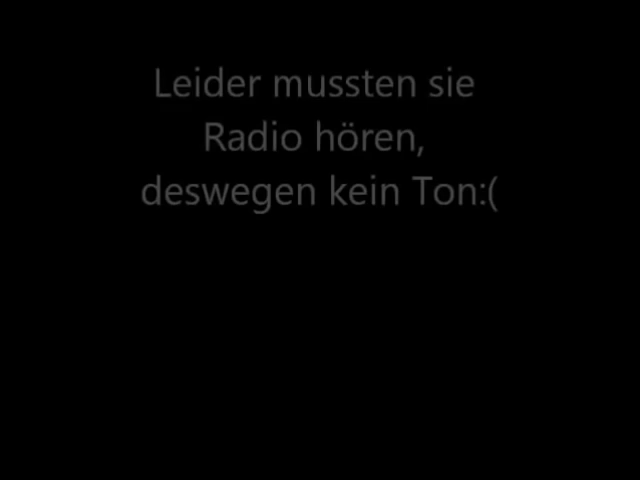 Leider mussten sie
Radio hören,
deswegen kein Ton:(